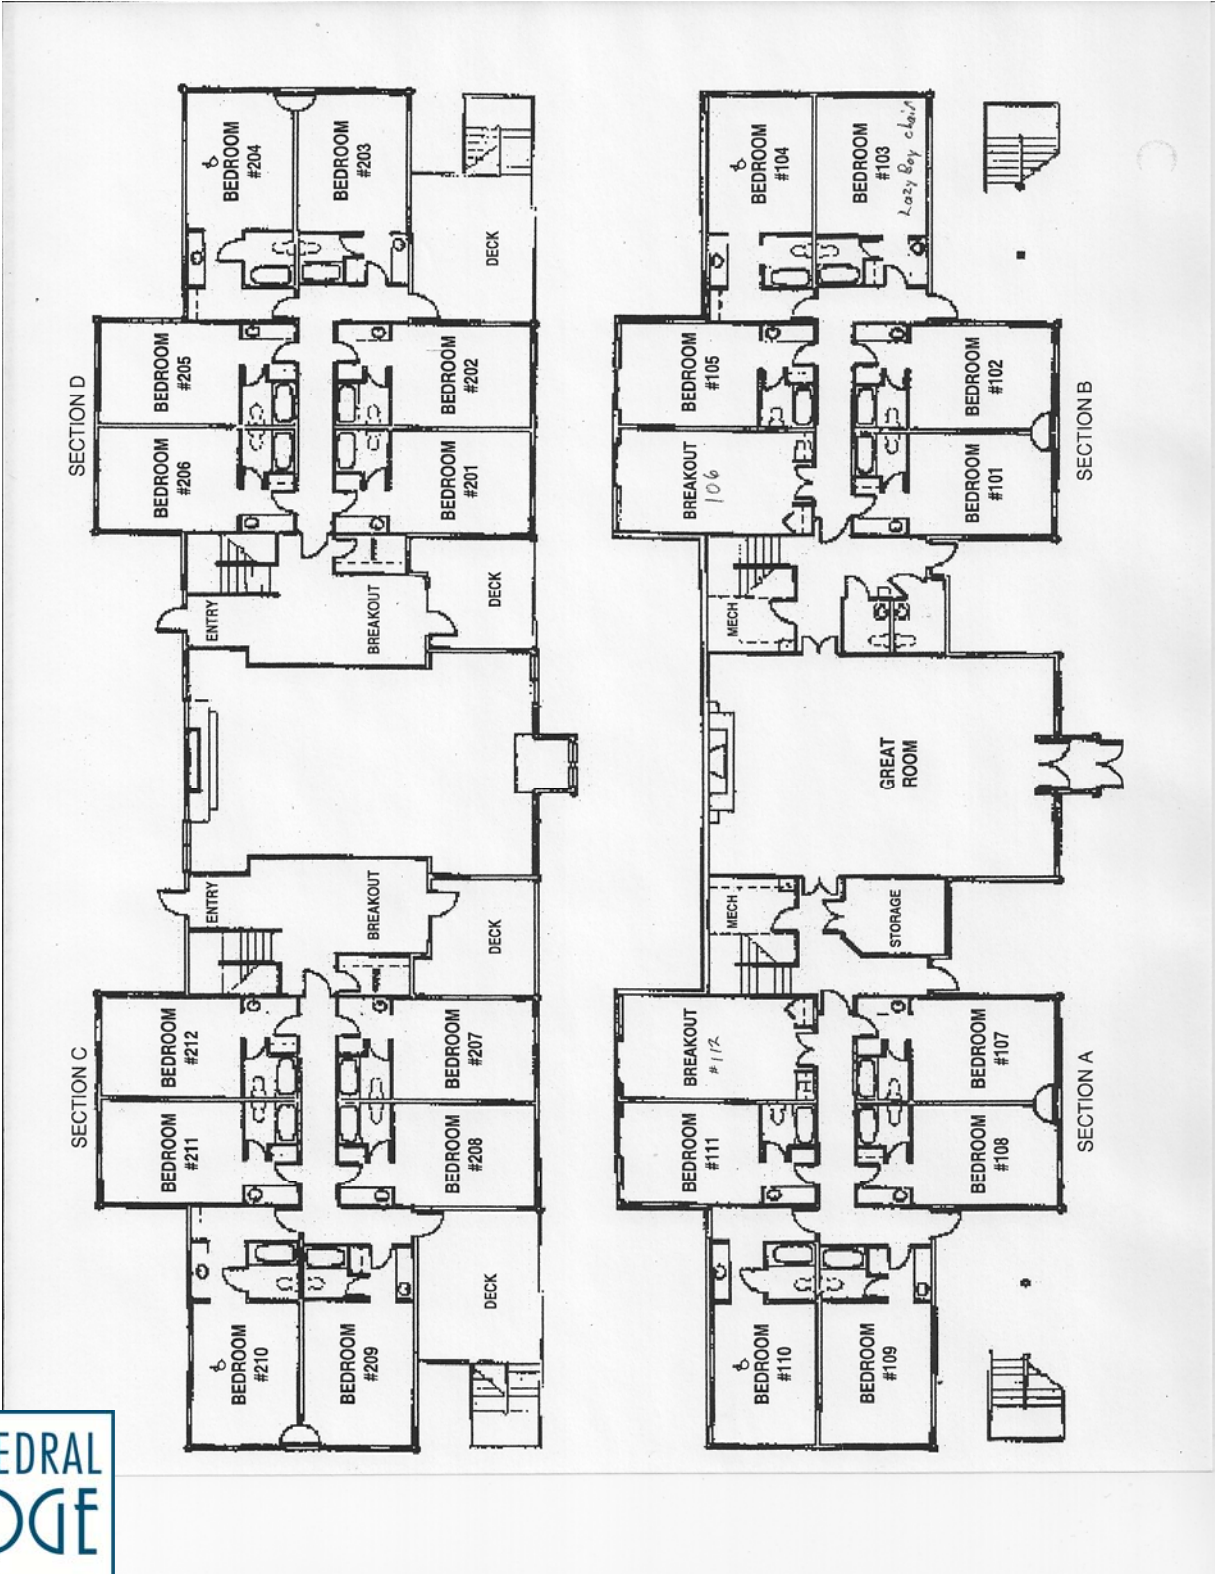 SECTION D
BEDROOM
#204
BEDROOM
#203
DECK
BEDROOM
#205
BEDROOM
#202
BEDROOM
#206
BEDROOM
#201
ENTRY
BREAKOUT
DECK
ENTRY
BREAKOUT
DECK
SECTION C
BEDROOM
#212
BEDROOM
#207
BEDROOM
#211
BEDROOM
#208
BEDROOM
#210
BEDROOM
#209
DECK
SECTION B
BEDROOM
#104
BEDROOM
#103
Lazy Boy chair
BEDROOM
#105
BEDROOM
#102
BREAKOUT
106
BEDROOM
#101
MECH
GREAT
ROOM
MECH
STORAGE
SECTION A
BREAKOUT
#112
BEDROOM
#107
BEDROOM
#111
BEDROOM
#108
BEDROOM
#110
BEDROOM
#109
EDRAL
DGE